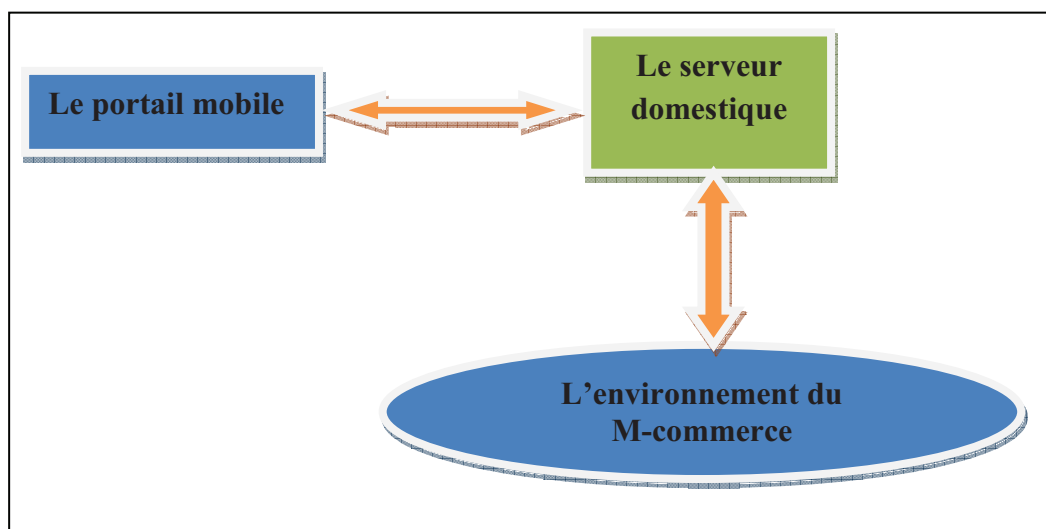 Le portail mobile
Le serveur
domestique
L’environnement du
M-commerce